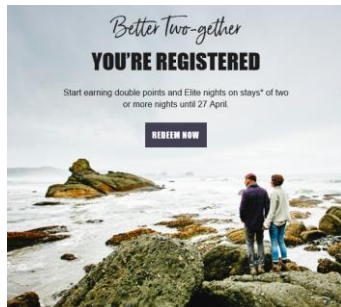 Better Two-gether
YOU'RE REGISTERED
Start earning double points and Elite nights on stays* of two
or more nights until 27 April.
REDEEM NOW